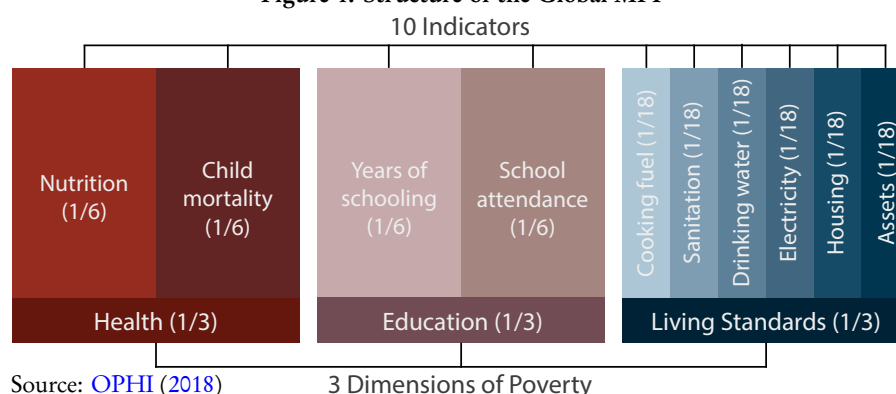 10 Indicators
Nutrition
(1/6)
Child
mortality
(1/6)
Years of
schooling
(1/6)
School
attendance
(1/6)
Cooking fuel (1/18)
Sanitation (1/18)
Drinking water (1/18)
Electricity (1/18)
Housing (1/18)
Assets (1/18)
Health (1/3)
Education (1/3)
Living Standards (1/3)
Source: OPHI (2018)
3 Dimensions of Poverty